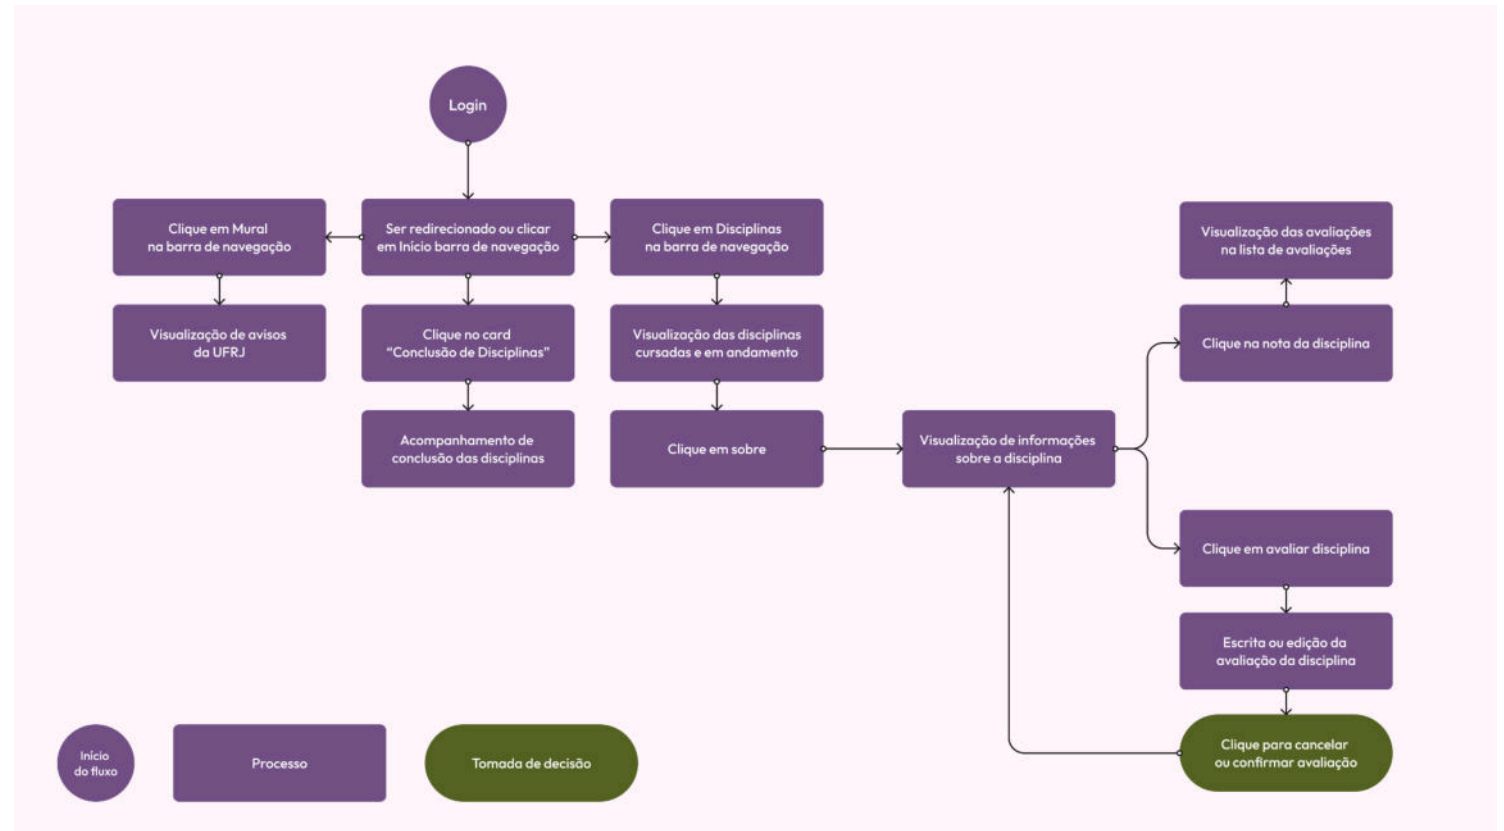 Login
Clique em Mural
na barra de navegação
Ser redirecionado ou clicar
em Início barra de navegação
Clique em Disciplinas
na barra de navegação
Visualização das avaliações
na lista de avaliações
Visualização de avisos
da UFRJ
Clique no card
“Conclusão de Disciplinas”
Visualização das disciplinas
cursadas e em andamento
Clique na nota da disciplina
Acompanhamento de
conclusão das disciplinas
Clique em sobre
Visualização de informações
sobre a disciplina
Clique em avaliar disciplina
Escrita ou edição da
avaliação da disciplina
Clique para cancelar
ou confirmar avaliação
Início
do fluxo
Processo
Tomada de decisão